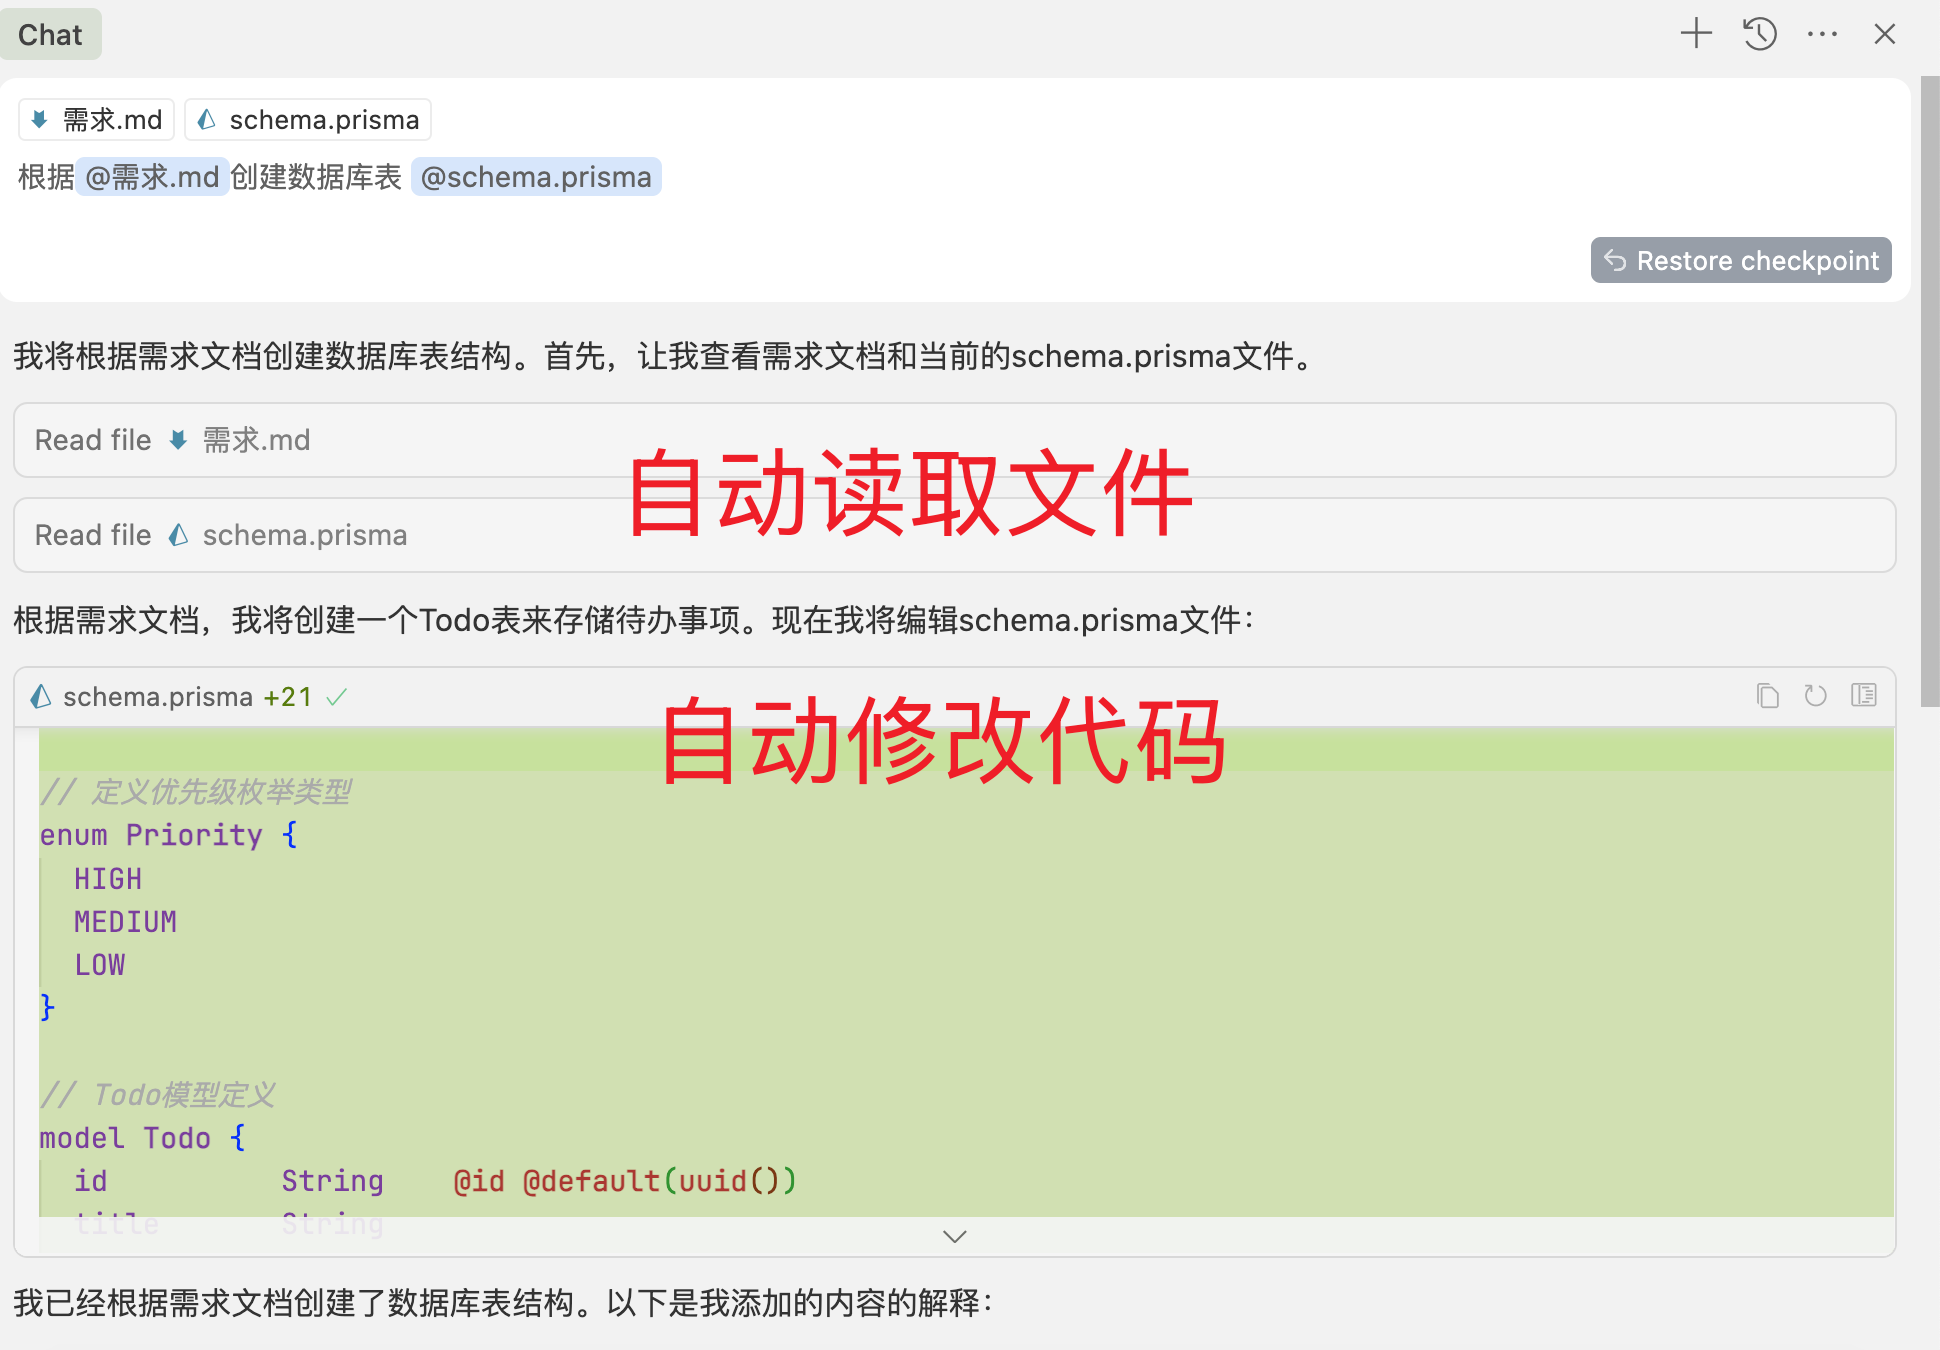 Chat
需求.md schema.prisma
根据 @需求.md 创建数据库表 @schema.prisma
Restore checkpoint
我将根据需求文档创建数据库表结构。首先，让我查看需求文档和当前的schema.prisma文件。
Read file 需求.md
自动读取文件
Read file schema.prisma
根据需求文档，我将创建一个Todo表来存储待办事项。现在我将编辑schema.prisma文件：
schema.prisma +21
自动修改代码
// 定义优先级枚举类型
enum Priority {
HIGH
MEDIUM
LOW
}
// Todo模型定义
model Todo {
id String @id @default(uuid())
title String
我已经根据需求文档创建了数据库表结构。以下是我添加的内容的解释：